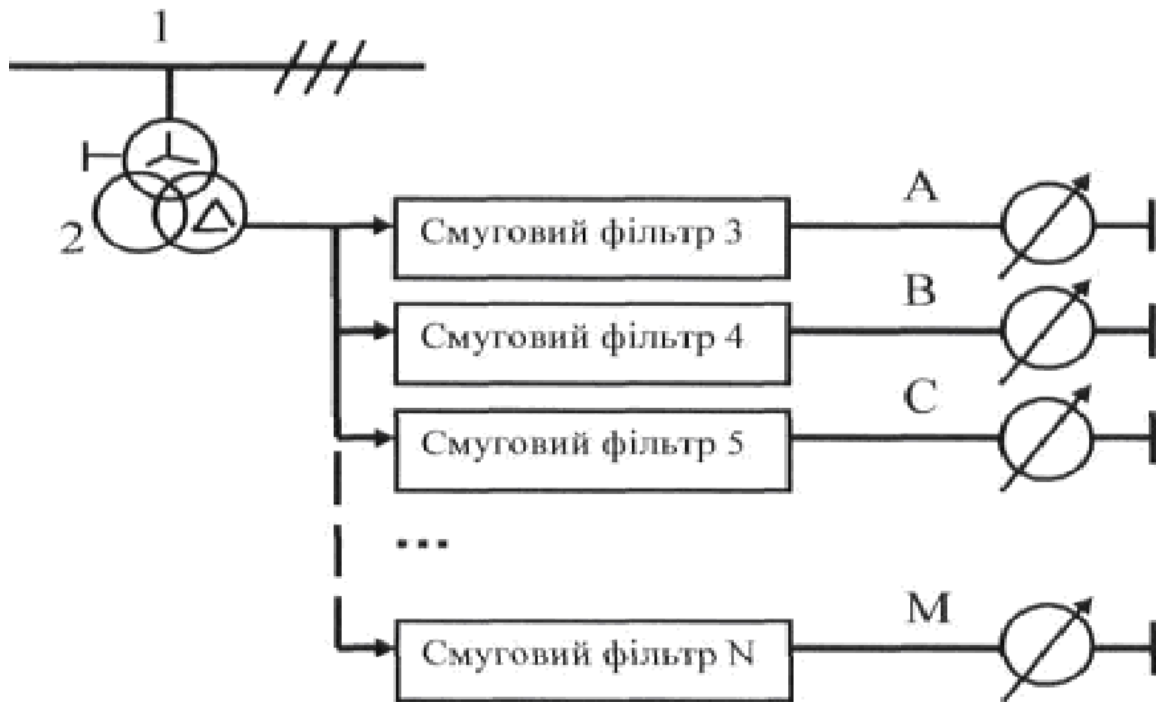 1
2
A
Смуговий фільтр 3
B
Смуговий фільтр 4
C
Смуговий фільтр 5
...
M
Смуговий фільтр N